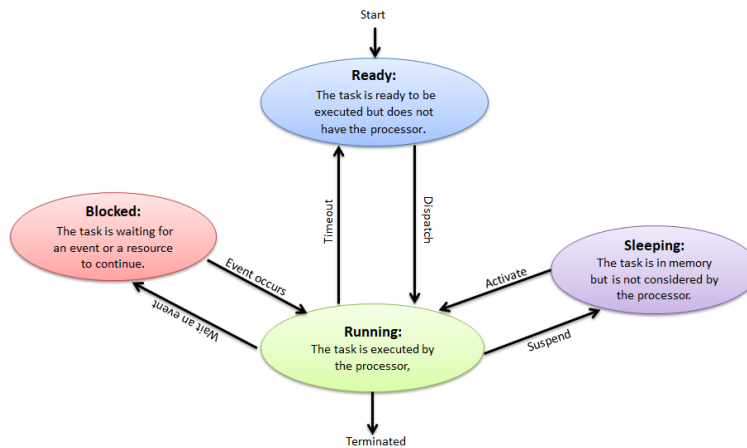 Start
Ready:
The task is ready to be
executed but does not
have the processor.
Blocked:
The task is waiting for
an event or a resource
to continue.
Timeout
Dispatch
Sleeping:
The task is in memory
but is not considered by
the processor.
Event occurs
Activate
Wait an event
Running:
The task is executed by
the processor,
Suspend
Terminated